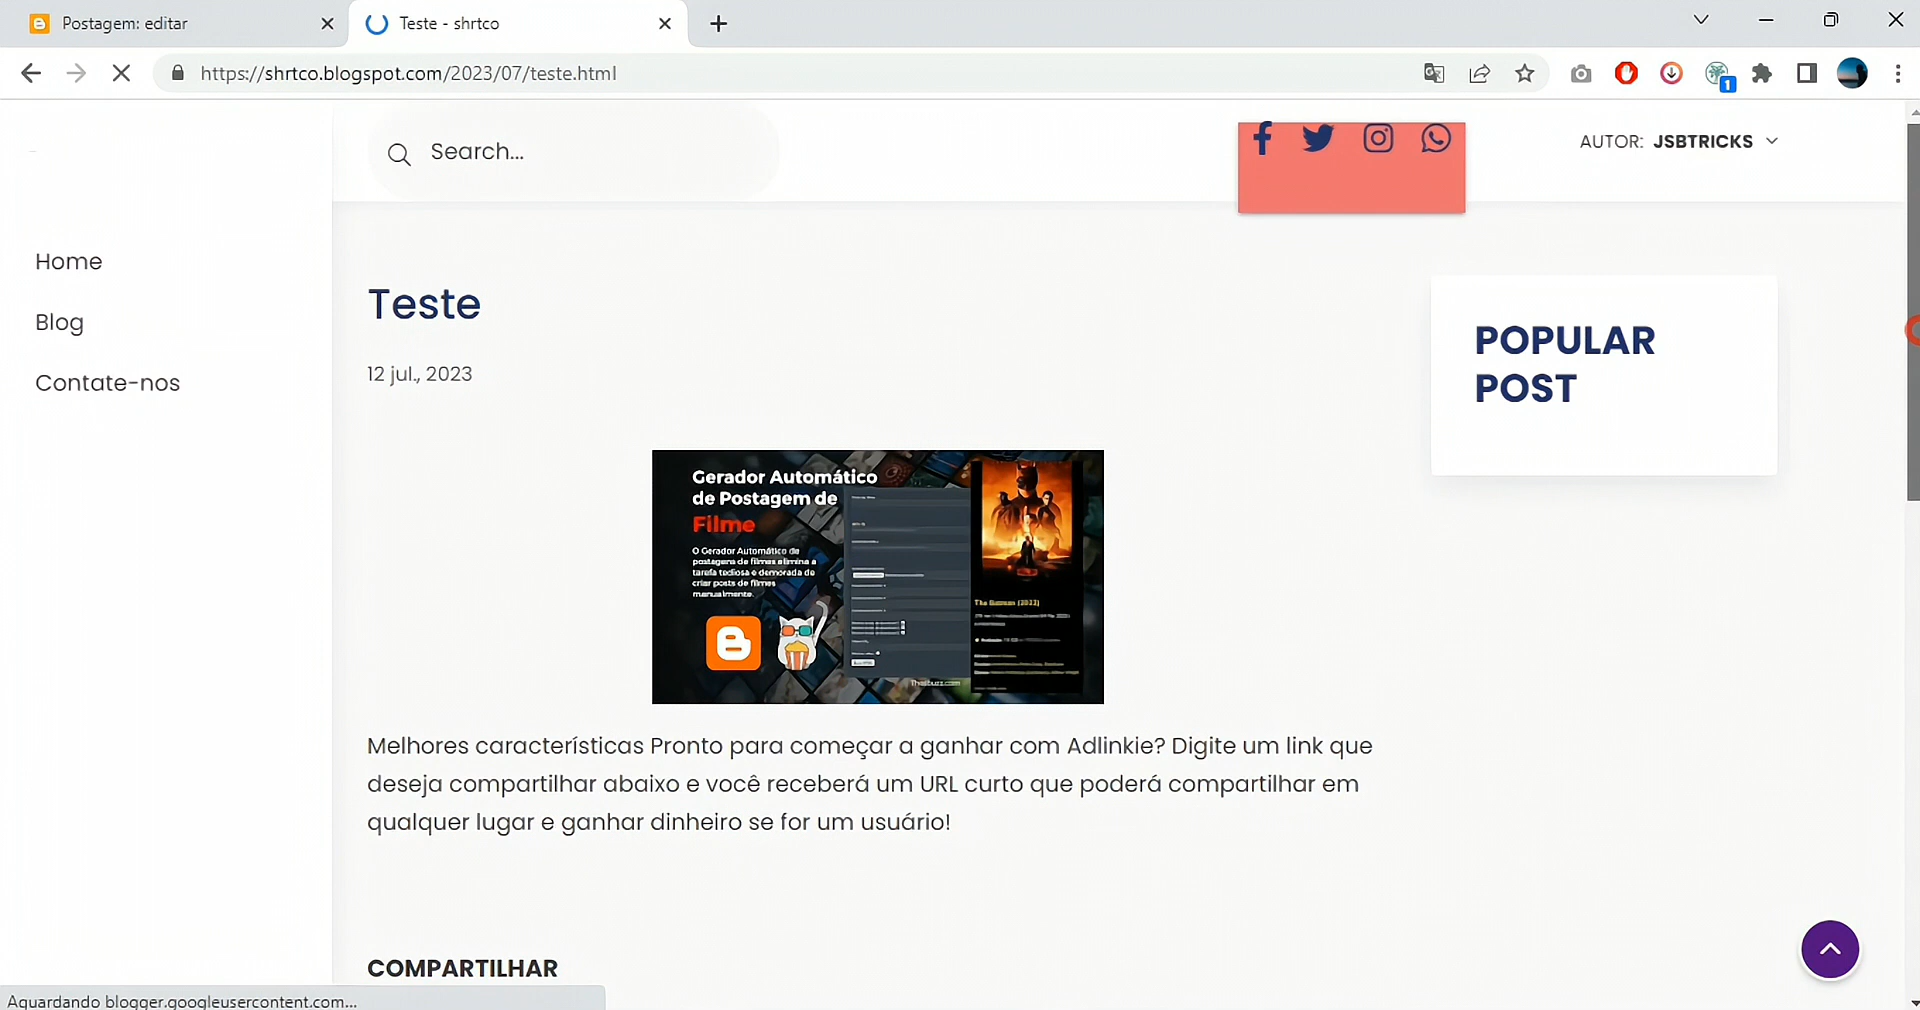 Postagem: editar
Teste - shrtco
https://shrtco.blogspot.com/2023/07/teste.html
1
Search...
AUTOR: JSBTRICKS
Home
Blog
Contate-nos
Teste
12 jul., 2023
POPULAR
POST
Gerador Automático
de Postagem de
Filme
O Gerador Automático de
postagens de filmes elimina a
tarefa tediosa e demorada de
criar posts de filmes
manualmente.
Melhores características Pronto para começar a ganhar com Adlinkie? Digite um link que
deseja compartilhar abaixo e você receberá um URL curto que poderá compartilhar em
qualquer lugar e ganhar dinheiro se for um usuário!
COMPARTILHAR
Aguardando blogger.googleusercontent.com...